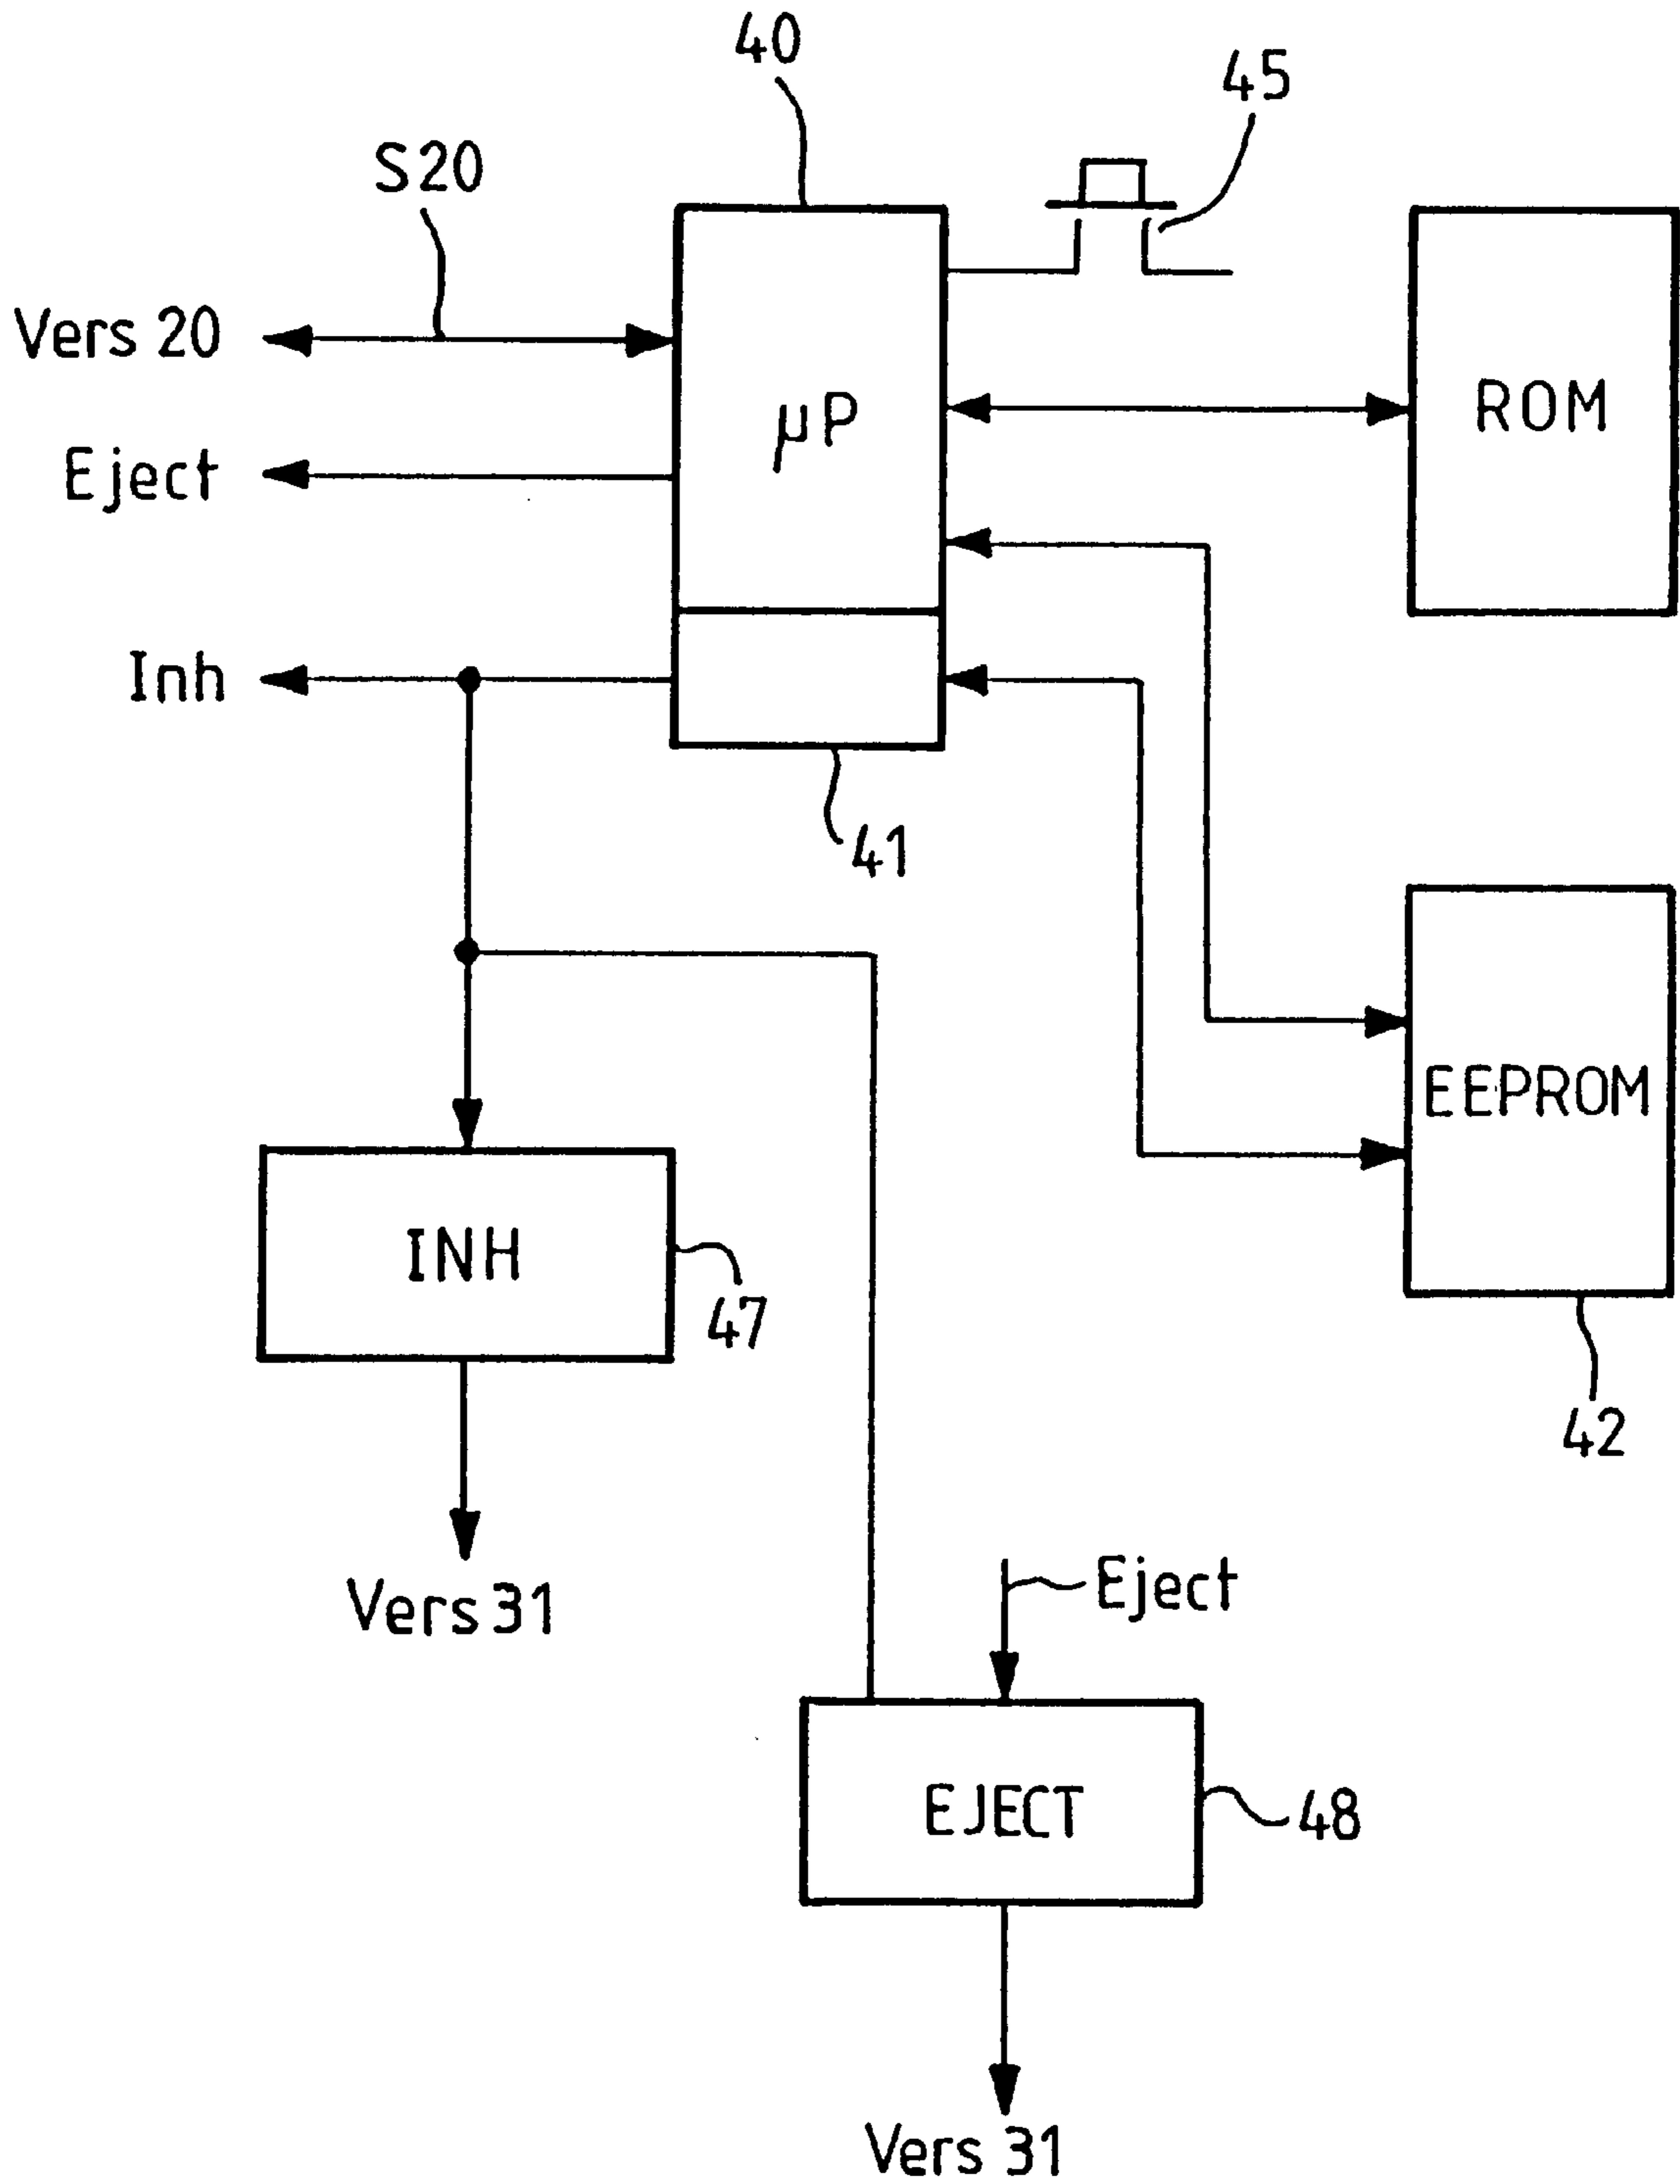 40
45
S20
Vers 20
µP
ROM
Eject
Inh
41
EEPROM
INH
47
42
Vers 31
Eject
EJECT
48
Vers 31